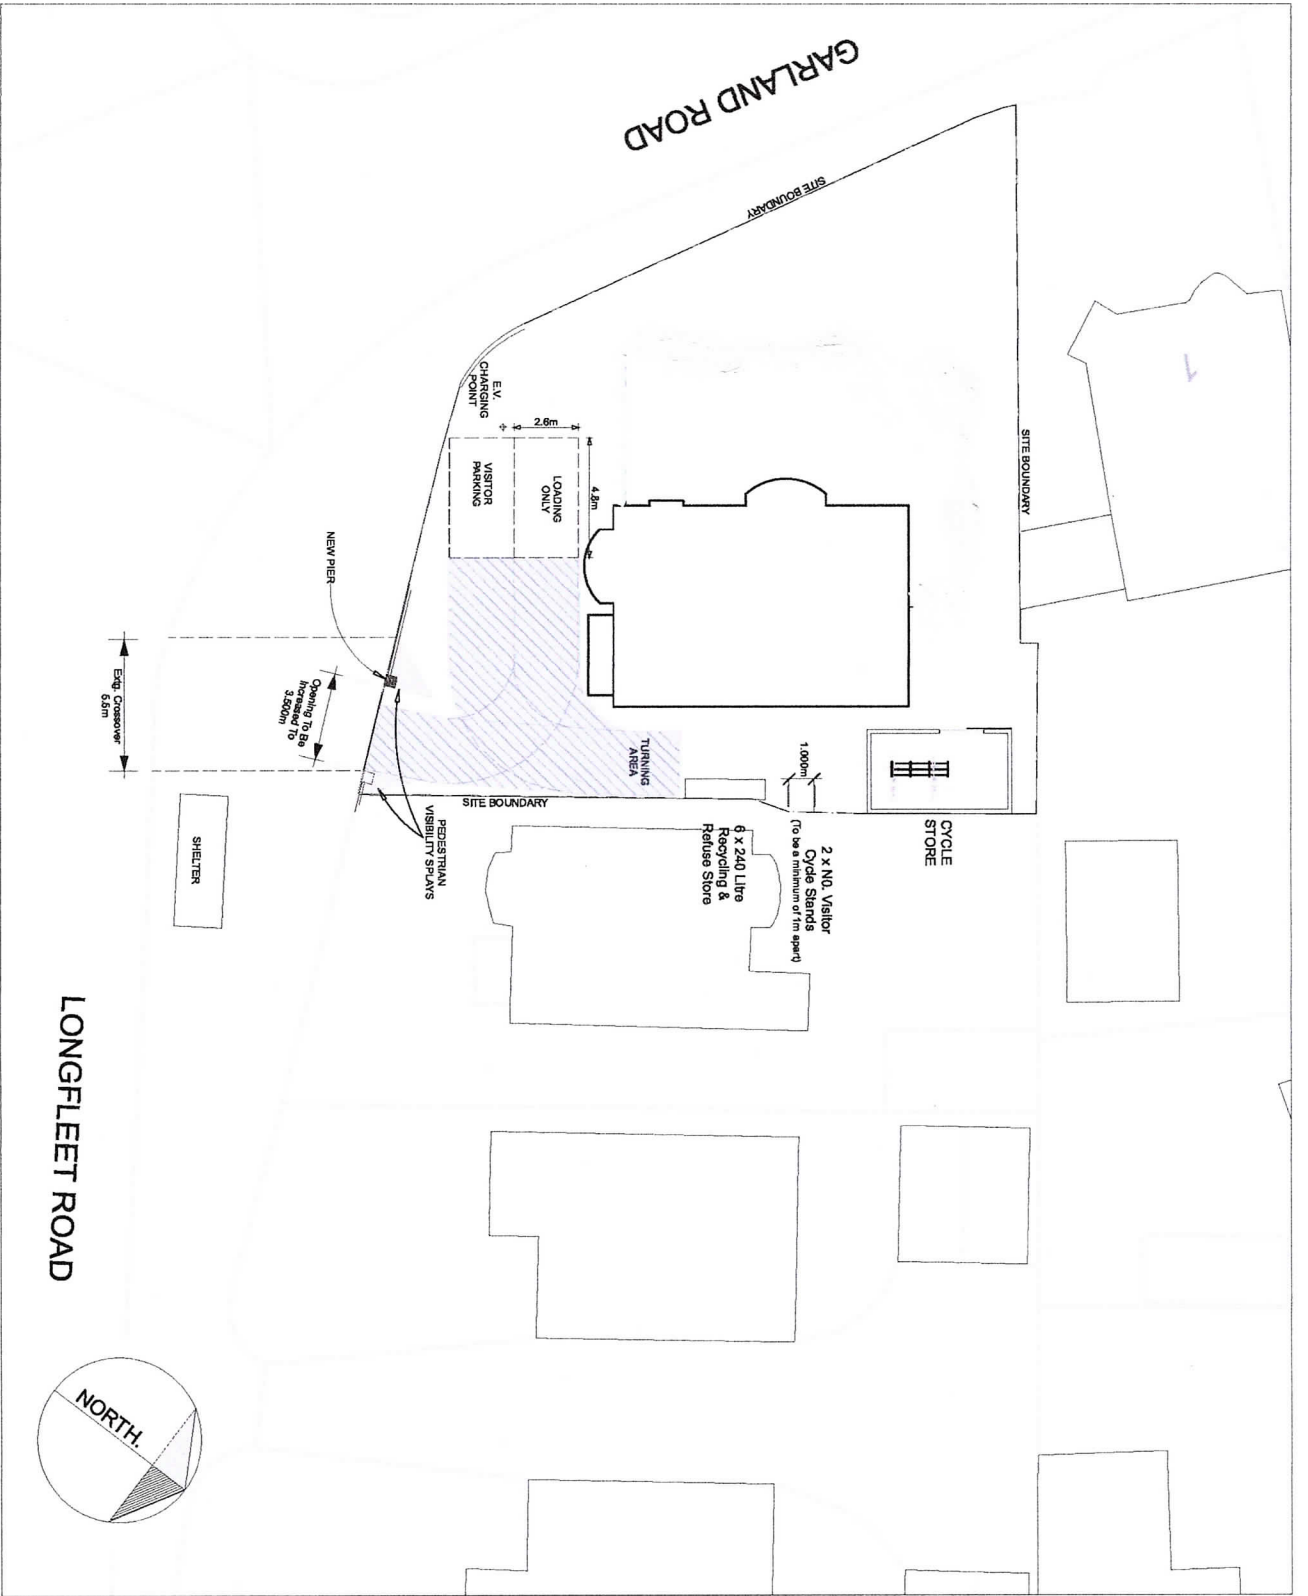 GARLAND ROAD
SITE BOUNDARY
SITE BOUNDARY
1
E.V.
CHARGING
POINT
2.6m
4.8m
VISITOR
PARKING
LOADING
ONLY
NEW PIER
Extg. Crossover
5.5m
Opening To Be
Increased To
3.500m
TURNING
AREA
1.000m
SITE BOUNDARY
PEDESTRIAN
VISIBILITY SPLAYS
SHELTER
CYCLE
STORE
2 x N0. Visitor
Cycle Stands
(To be a minimum of 1m apart)
6 x 240 Litre
Recycling &
Refuse Store
LONGFLEET ROAD
NORTH.